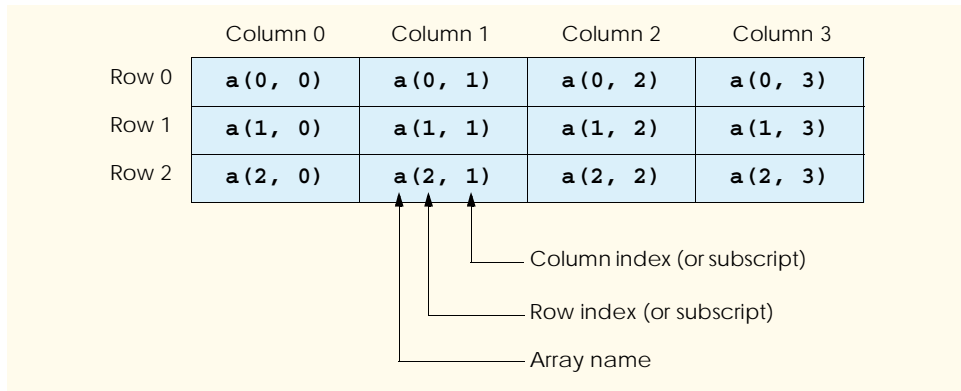 Column 0 Column 1 Column 2 Column 3
Row 0 a(0, 0) a(0, 1) a(0, 2) a(0, 3)
Row 1 a(1, 0) a(1, 1) a(1, 2) a(1, 3)
Row 2 a(2, 0) a(2, 1) a(2, 2) a(2, 3)
Column index (or subscript)
Row index (or subscript)
Array name